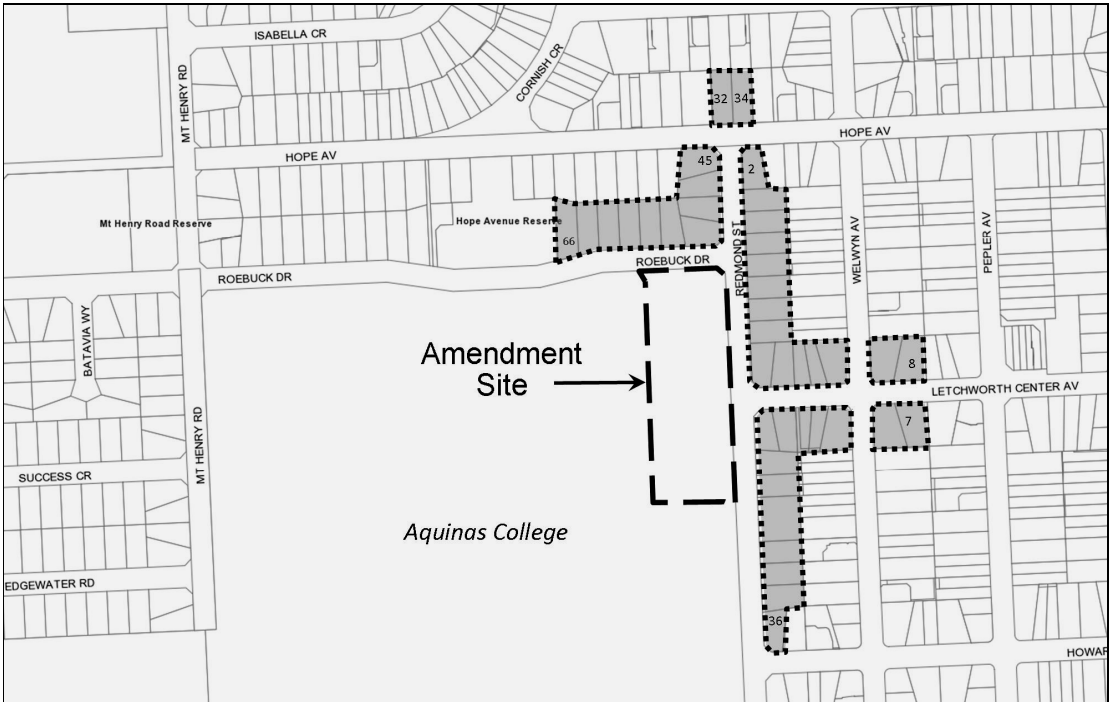 ISABELLA CR
CORNISH CR
MT HENRY RD
32 34
HOPE AV
HOPE AV
45
2
Mt Henry Road Reserve
Hope Avenue Reserve
66
REDMOND ST
WELWYN AV
PEPLER AV
ROEBUCK DR
ROEBUCK DR
BATAVIA WY
Amendment
Site
8
LETCHWORTH CENTER AV
7
MT HENRY RD
SUCCESS CR
Aquinas College
EDGEWATER RD
36
HOWAR